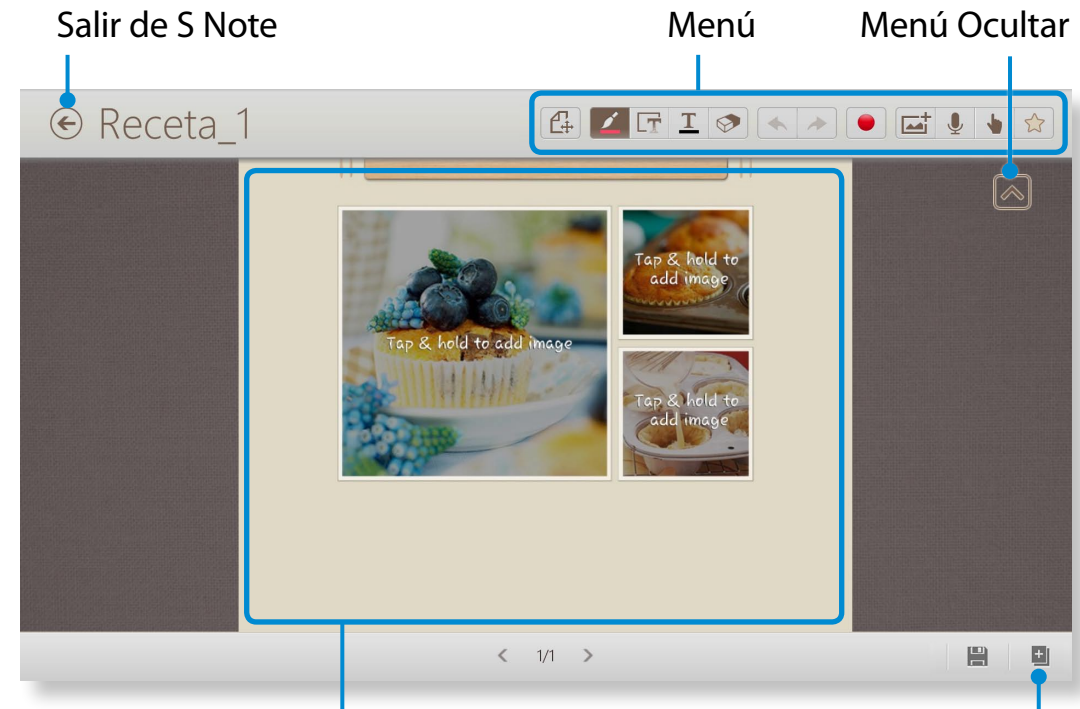 Salir de S Note
Menú
Menú Ocultar
Receta_1
Tap & hold to add image
Tap & hold to
add image
Tap & hold to
add image
1/1